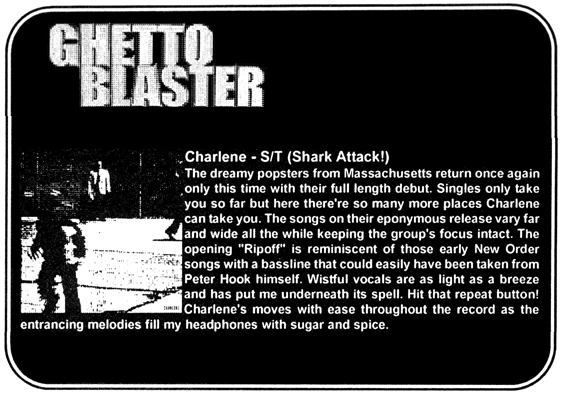 GHETTO
BLASTER
Charlene - S/T (Shark Attack!)
The dreamy popsters from Massachusetts return once again
only this time with their full length debut. Singles only take
you so far but here there're so many more places Charlene
can take you. The songs on their eponymous release vary far
and wide all the while keeping the group's focus intact. The
opening "Ripoff" is reminiscent of those early New Order
songs with a bassline that could easily have been taken from
Peter Hook himself. Wistful vocals are as light as a breeze
and has put me underneath its spell. Hit that repeat button!
Charlene's moves with ease throughout the record as the
entrancing melodies fill my headphones with sugar and spice.
CHARLENE